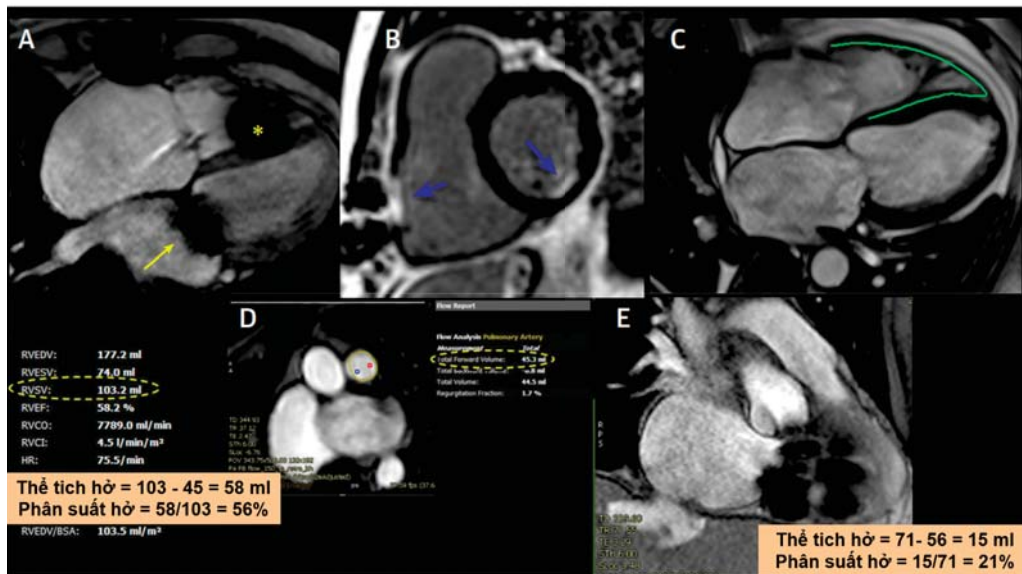 A
*
B
C
RVEDV: 177.2 ml
RVESV: 74.0 ml
RVSV: 103.2 ml
RVEF: 58.2 %
RVCO: 7789.0 ml/min
RVCI: 4.5 l/min/m²
HR: 75.5/min
Thể tích hở = 103 - 45 = 58 ml
Phân suất hở = 58/103 = 56%
RVEDV/BSA: 103.5 ml/m²
D
Flow Report
Flow Analysis Pulmonary Artery
Measurement Total
Total Forward Volume: 45.3 ml
Total Volume: 44.5 ml
Regurgitation Fraction: 1.7 %
E
R
P
S
Thể tích hở = 71- 56 = 15 ml
Phân suất hở = 15/71 = 21%